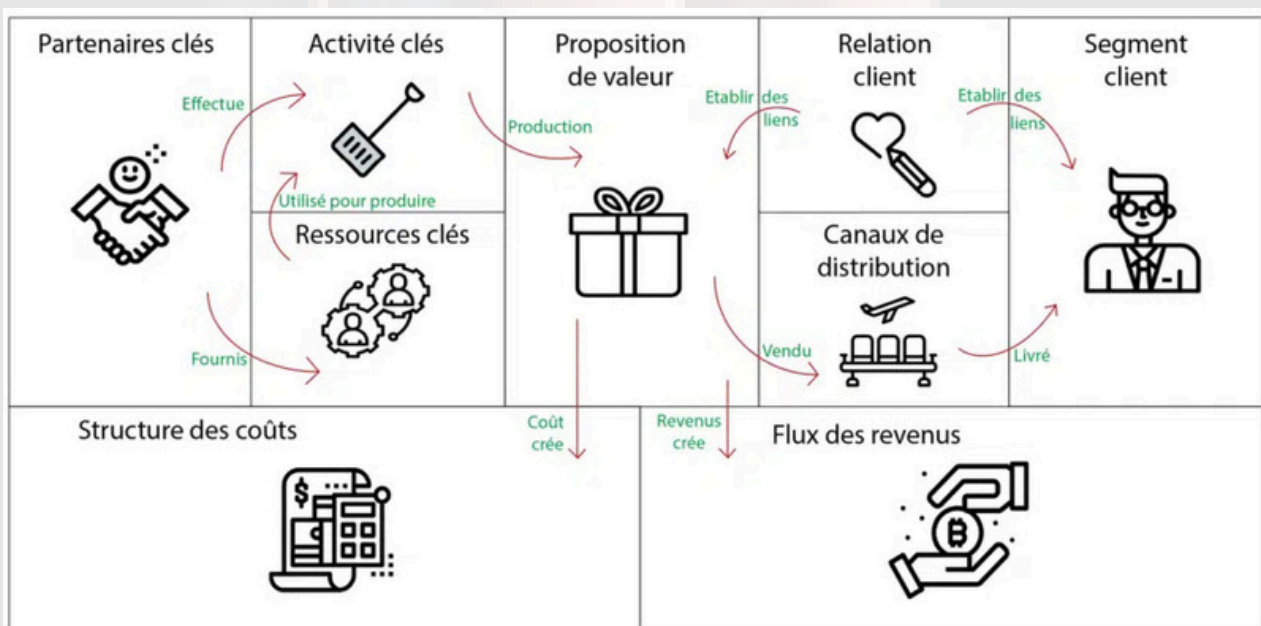 Partenaires clés
Activité clés
Proposition
de valeur
Relation
client
Segment
client
Effectue
Production
Etablir des
liens
Etablir des
liens
Utilisé pour produire
Ressources clés
Canaux de
distribution
Fournis
Vendu
Livré
Structure des coûts
Coût
crée
Revenus
crée
Flux des revenus
$
B